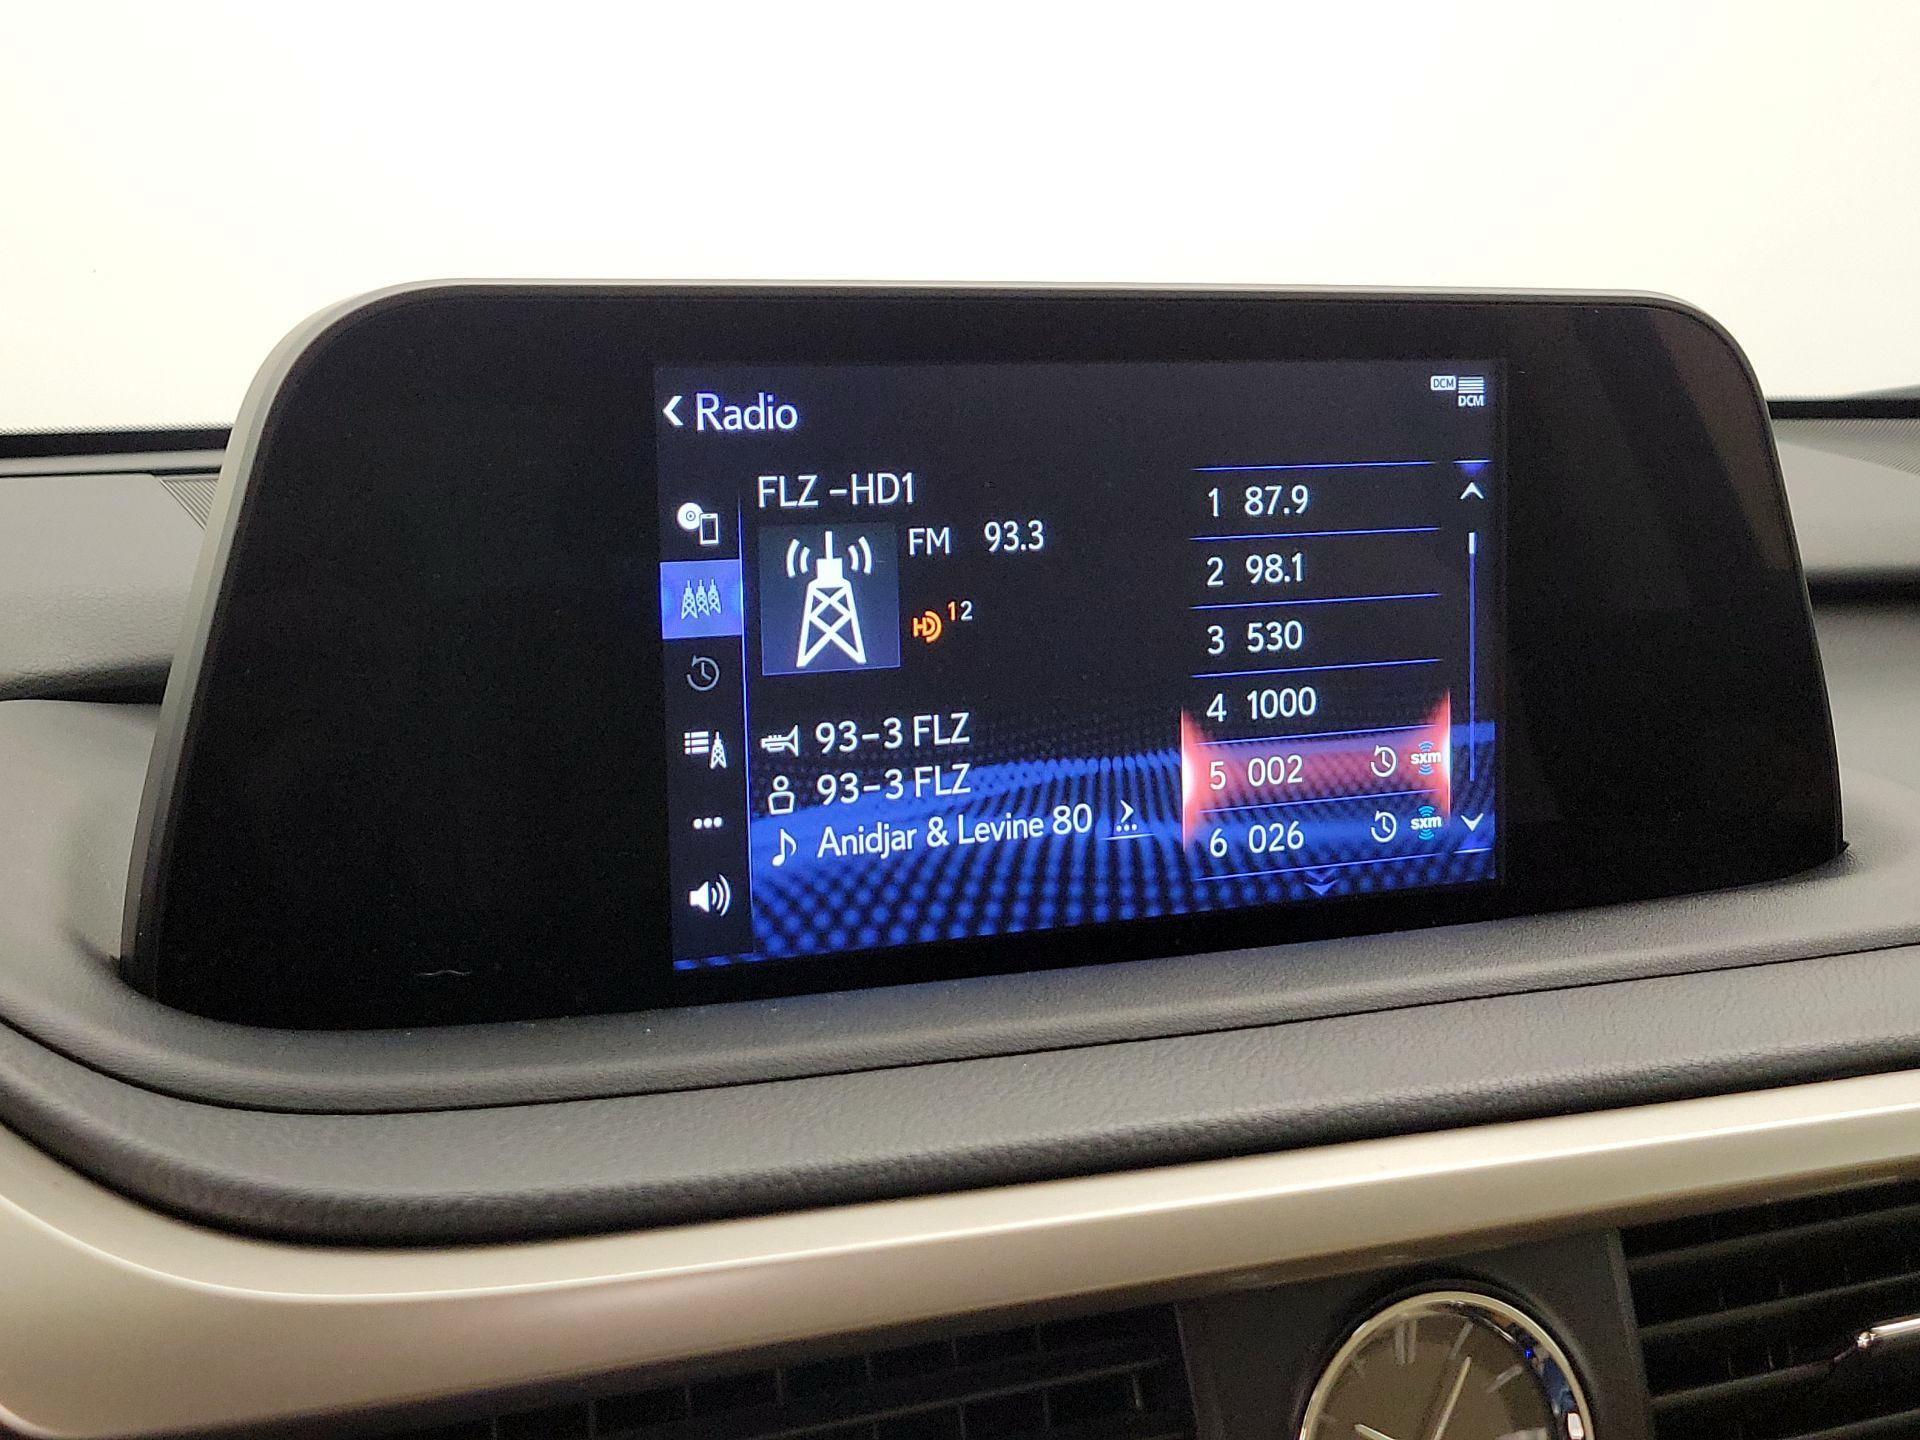 Radio
DCM
DCM
FLZ -HD1
FM 93.3
HD 12
93-3 FLZ
93-3 FLZ
Anidjar & Levine 80
1 87.9
2 98.1
3 530
4 1000
5 002 sxm
6 026 sxm